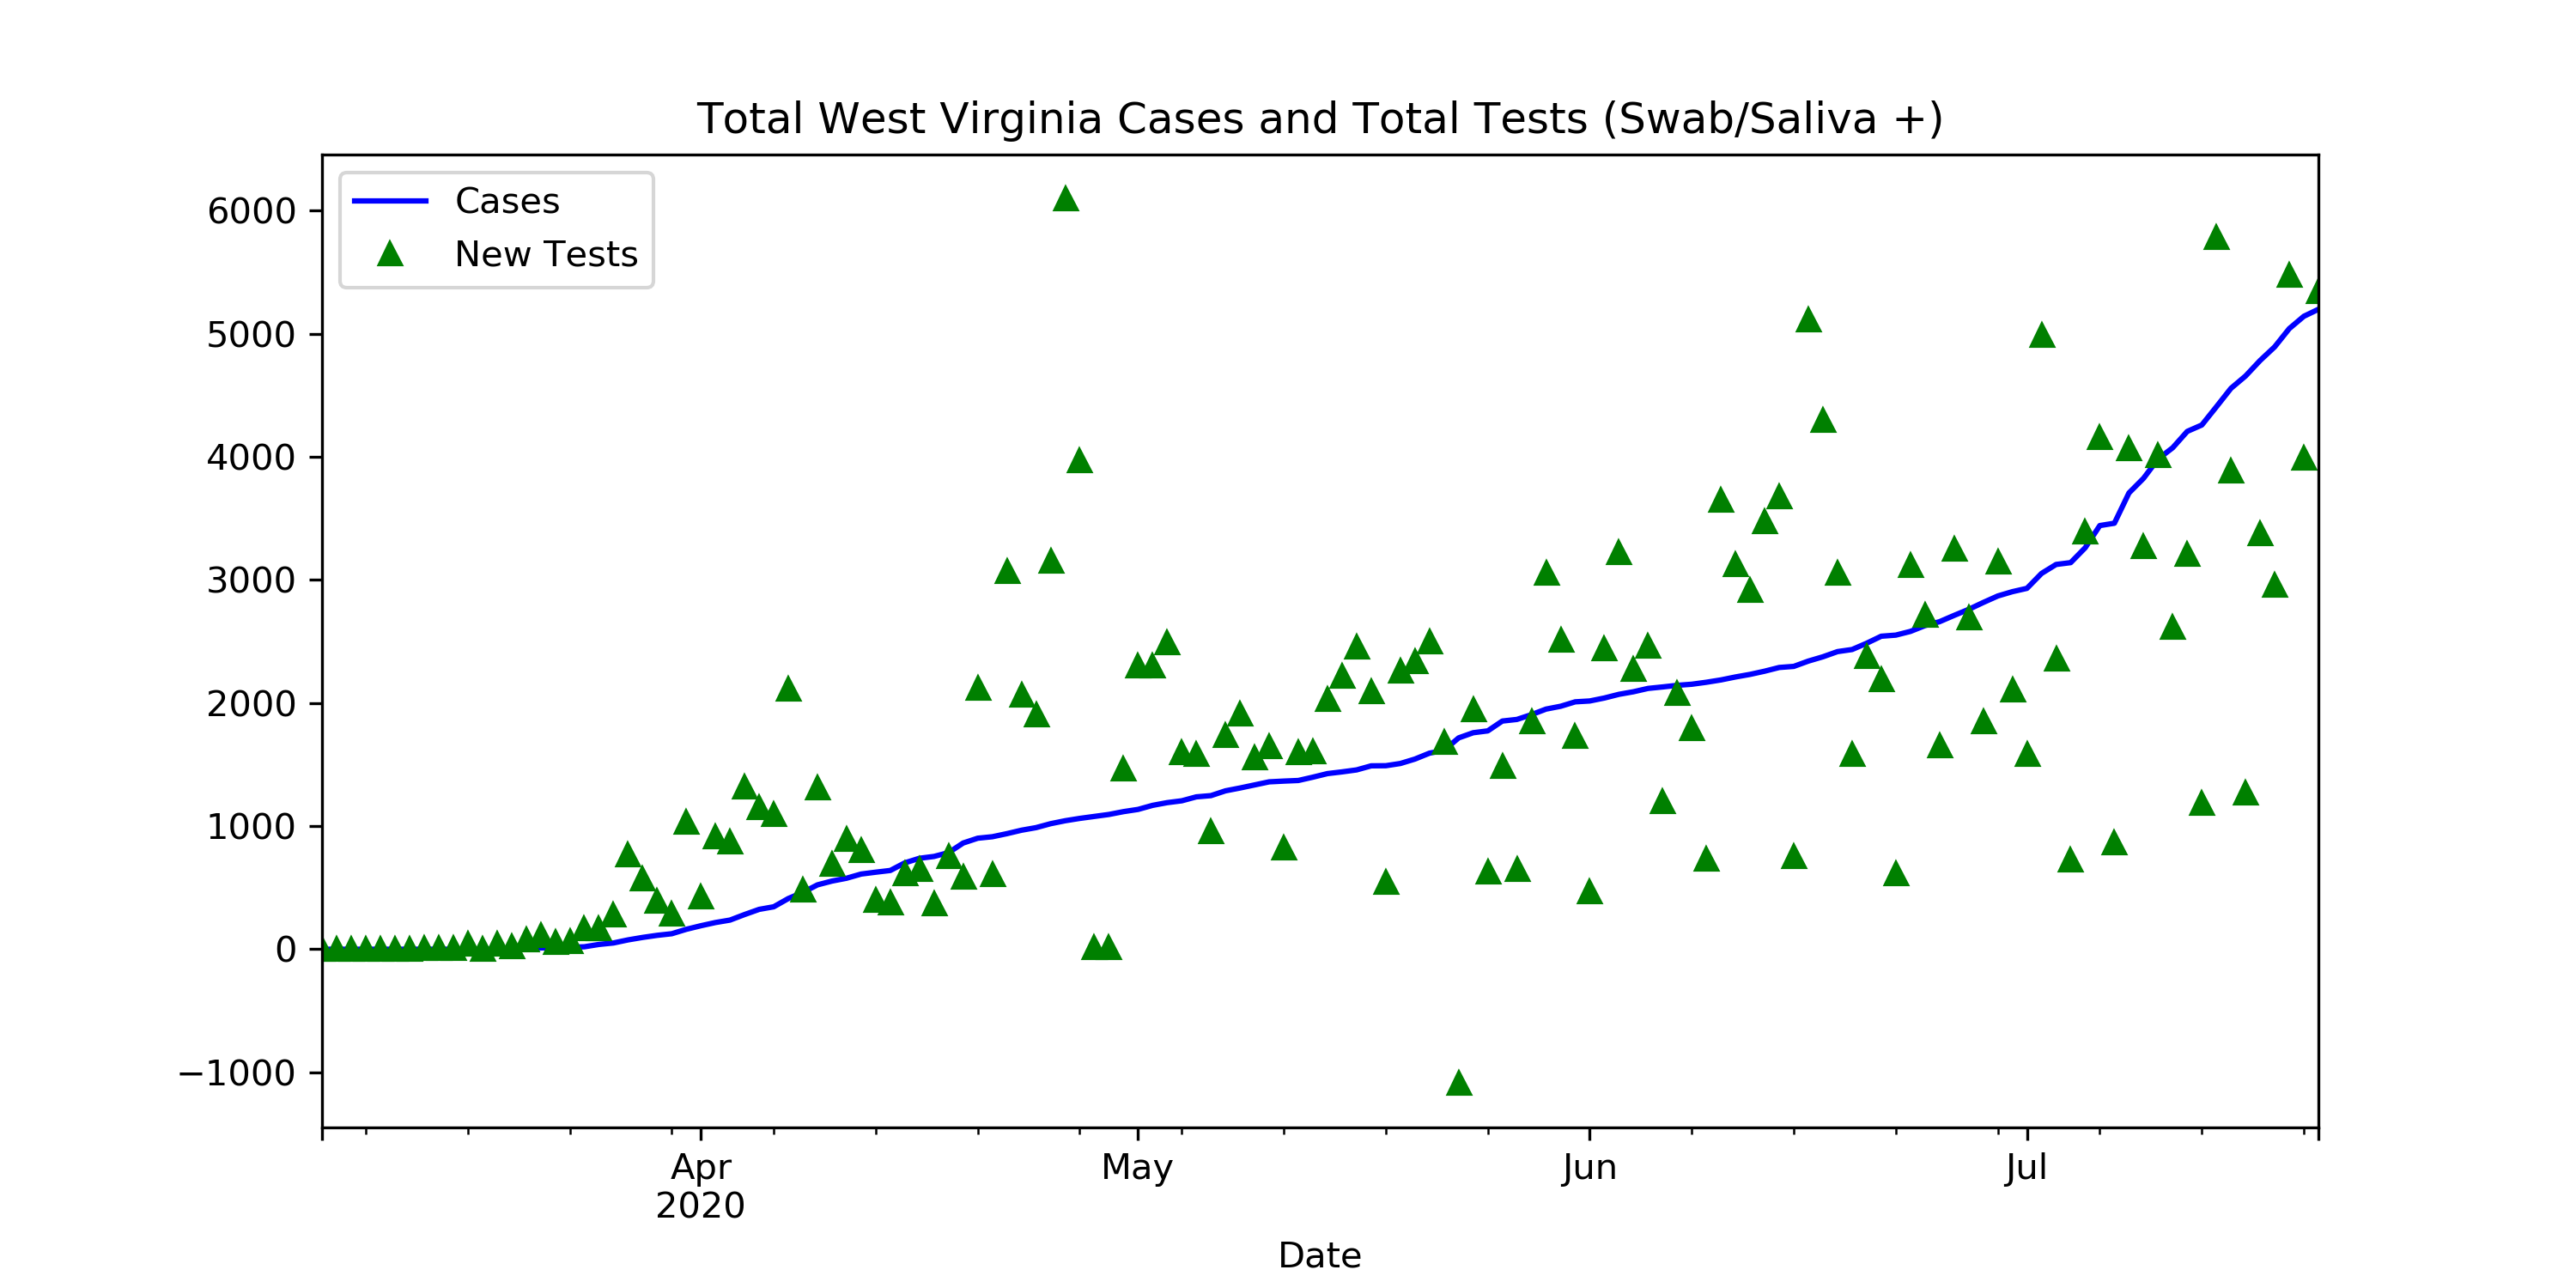 Total West Virginia Cases and Total Tests (Swab/Saliva +)
Cases
New Tests
6000
5000
4000
3000
2000
1000
0
−1000
Apr
2020
May
Jun
Jul
Date